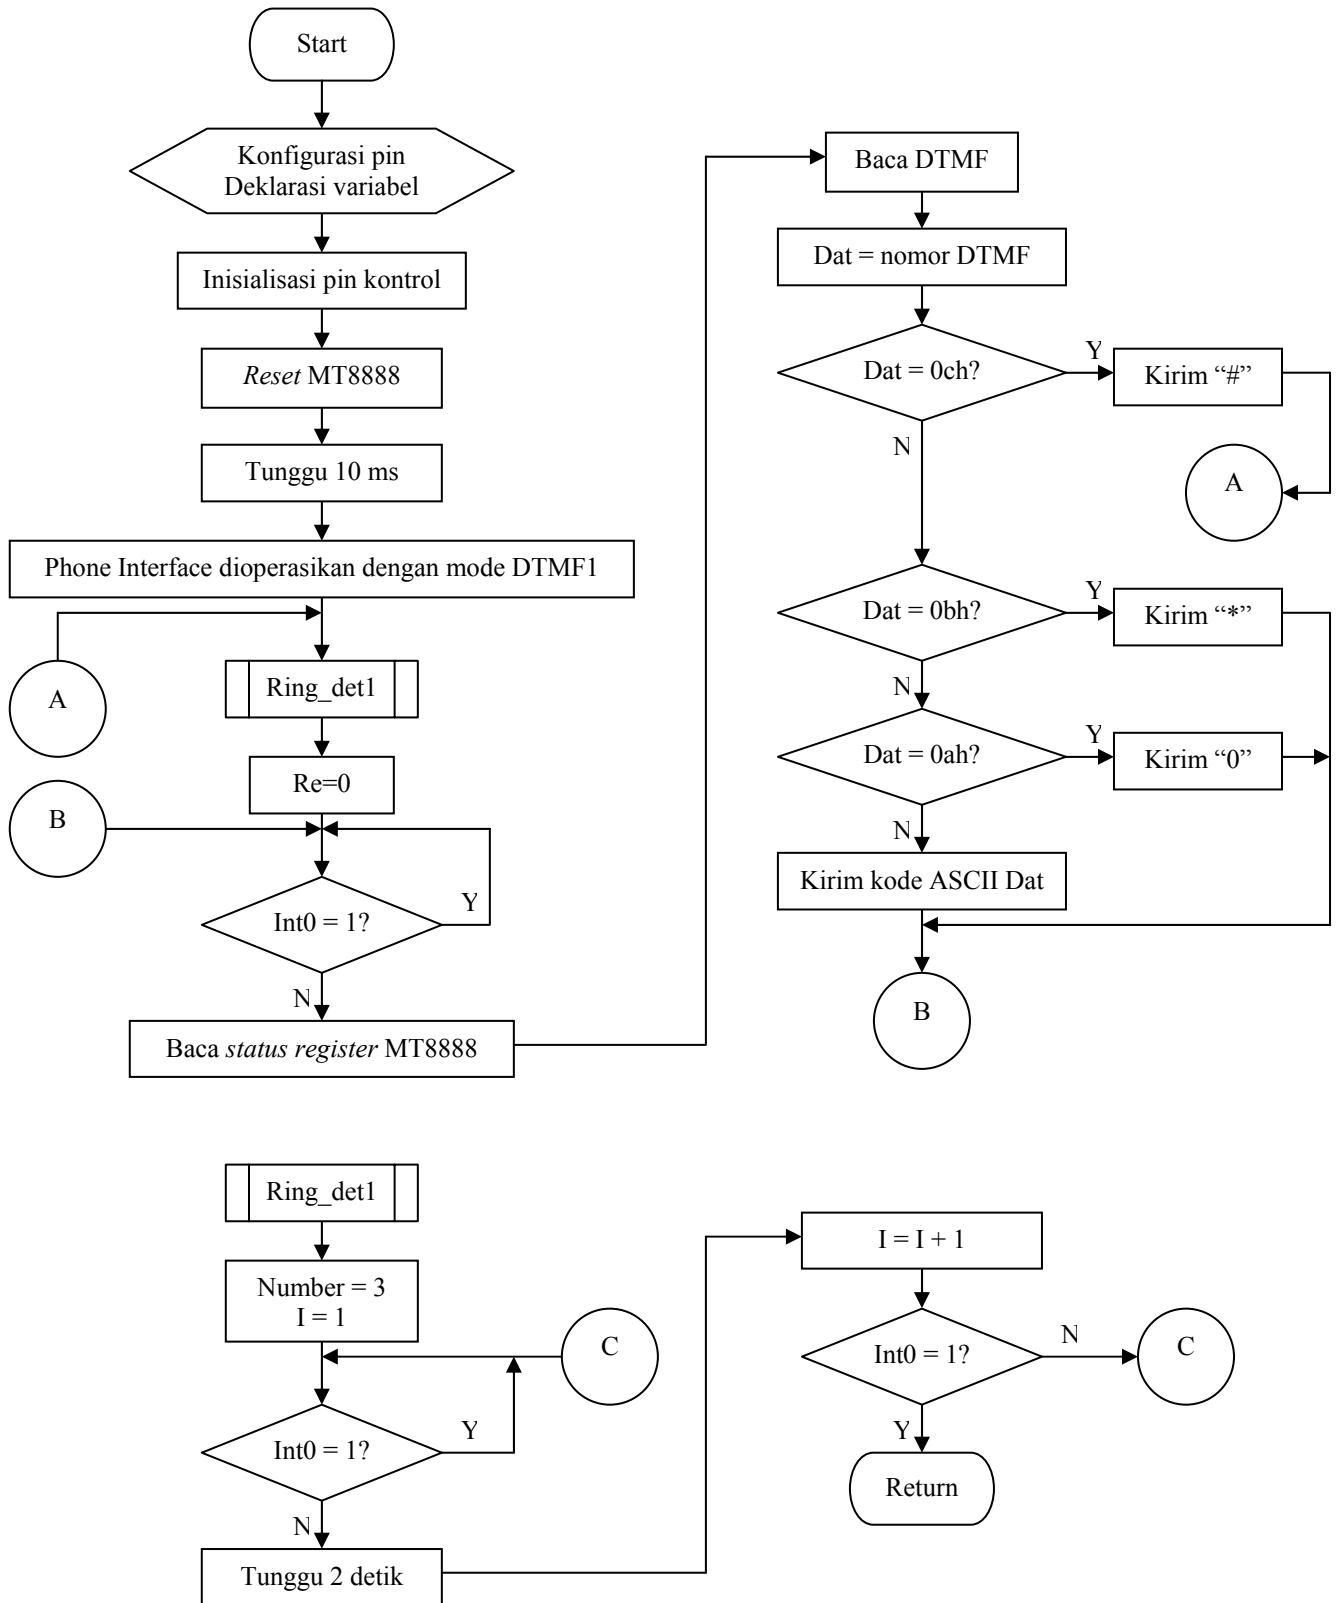 Start
Konfigurasi pin
Deklarasi variabel
Inisialisasi pin kontrol
Reset MT8888
Tunggu 10 ms
Phone Interface dioperasikan dengan mode DTMF1
A
Ring_det1
Re=0
B
Int0 = 1?
Y
N
Baca status register MT8888
Baca DTMF
Dat = nomor DTMF
Dat = 0ch?
Y
Kirim “#”
A
N
Dat = 0bh?
Y
Kirim “*”
N
Dat = 0ah?
Y
Kirim “0”
N
Kirim kode ASCII Dat
B
Ring_det1
Number = 3
I = 1
C
Int0 = 1?
Y
N
Tunggu 2 detik
I = I + 1
Int0 = 1?
N
C
Y
Return